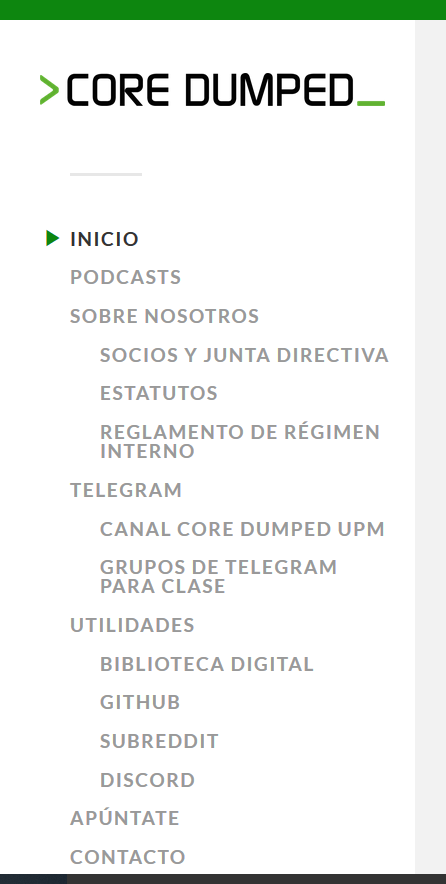 >CORE DUMPED_
INICIO
PODCASTS
SOBRE NOSOTROS
SOCIOS Y JUNTA DIRECTIVA
ESTATUTOS
REGLAMENTO DE RÉGIMEN
INTERNO
TELEGRAM
CANAL CORE DUMPED UPM
GRUPOS DE TELEGRAM
PARA CLASE
UTILIDADES
BIBLIOTECA DIGITAL
GITHUB
SUBREDDIT
DISCORD
APÚNTATE
CONTACTO